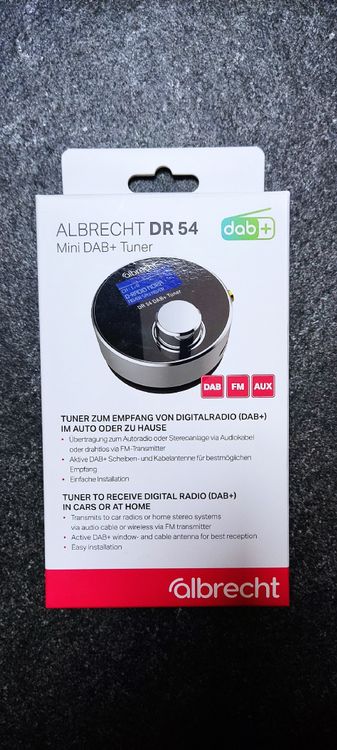 ALBRECHT DR 54
Mini DAB+ Tuner
dab+
albrecht
D-RADIO NORA
DR 54 DAB+ Tuner
DAB FM AUX
TUNER ZUM EMPFANG VON DIGITALRADIO (DAB+)
IM AUTO ODER ZU HAUSE
• Übertragung zum Autoradio oder Stereoanlage via Audiokabel
oder drahtlos via FM-Transmitter
• Aktive DAB+ Scheiben- und Kabelantenne für bestmöglichen
Empfang
• Einfache Installation
TUNER TO RECEIVE DIGITAL RADIO (DAB+)
IN CARS OR AT HOME
• Transmits to car radios or home stereo systems
via audio cable or wireless via FM transmitter
• Active DAB+ window- and cable antenna for best reception
• Easy installation
albrecht